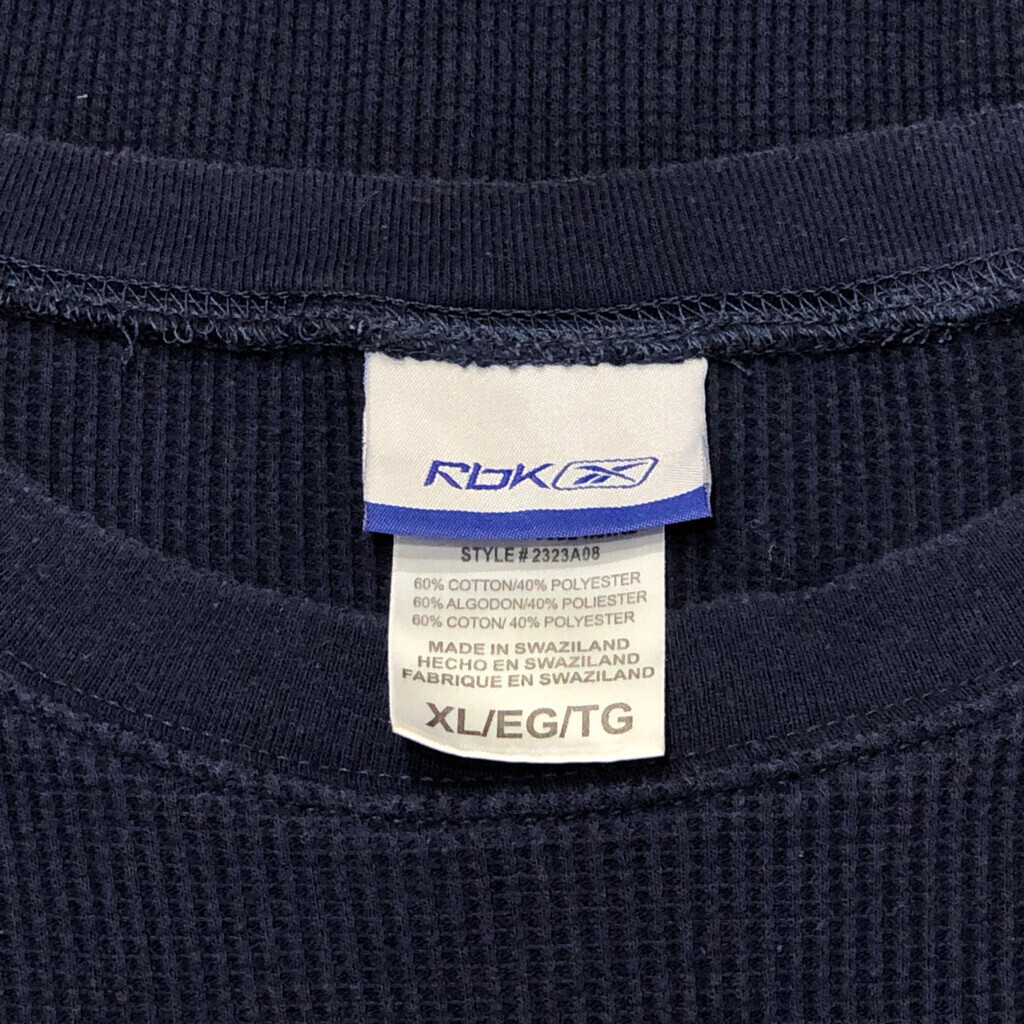 RbK
STYLE # 2323A08
60% COTTON/40% POLYESTER
60% ALGODON/40% POLIESTER
60% COTON/ 40% POLYESTER
MADE IN SWAZILAND
HECHO EN SWAZILAND
FABRIQUE EN SWAZILAND
XL/EG/TG